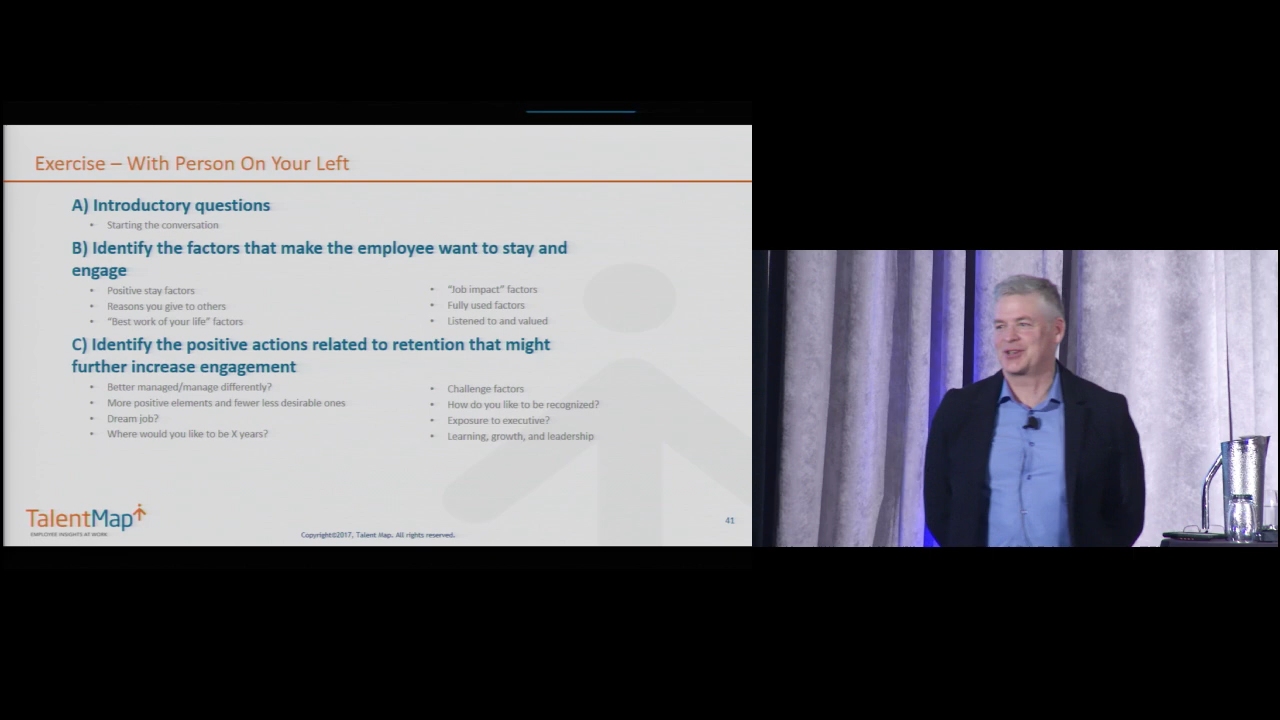 Exercise – With Person On Your Left
A) Introductory questions
• Starting the conversation
B) Identify the factors that make the employee want to stay and
engage
• Positive stay factors
• Reasons you give to others
• “Best work of your life” factors
• “Job impact” factors
• Fully used factors
• Listened to and valued
C) Identify the positive actions related to retention that might
further increase engagement
• Better managed/manage differently?
• More positive elements and fewer less desirable ones
• Dream job?
• Where would you like to be X years?
• Challenge factors
• How do you like to be recognized?
• Exposure to executive?
• Learning, growth, and leadership
TalentMap
EMPLOYEE INSIGHTS AT WORK
Copyright©2017, Talent Map. All rights reserved.
41